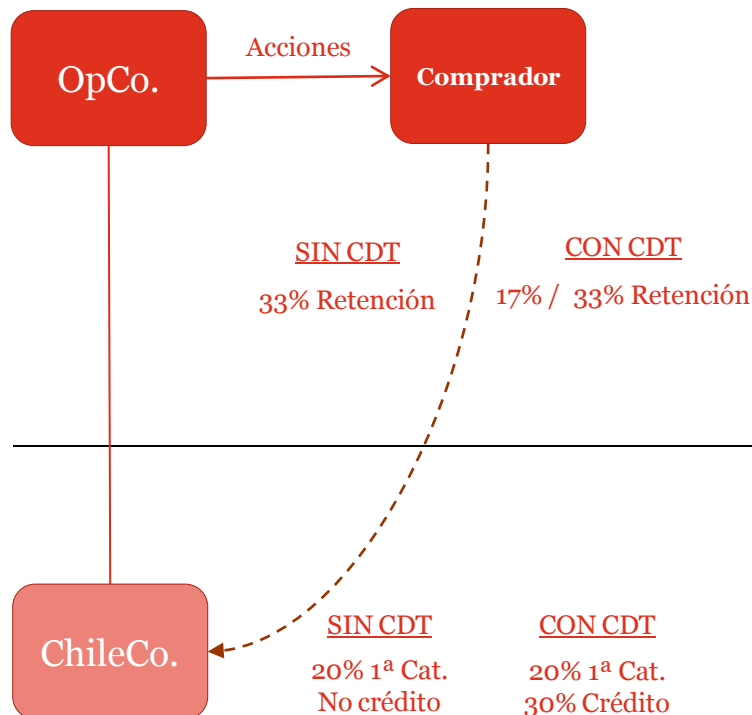 OpCo.
Acciones
Comprador
SIN CDT
33% Retención
CON CDT
17% / 33% Retención
ChileCo.
SIN CDT
20% 1ª Cat.
No crédito
CON CDT
20% 1ª Cat.
30% Crédito